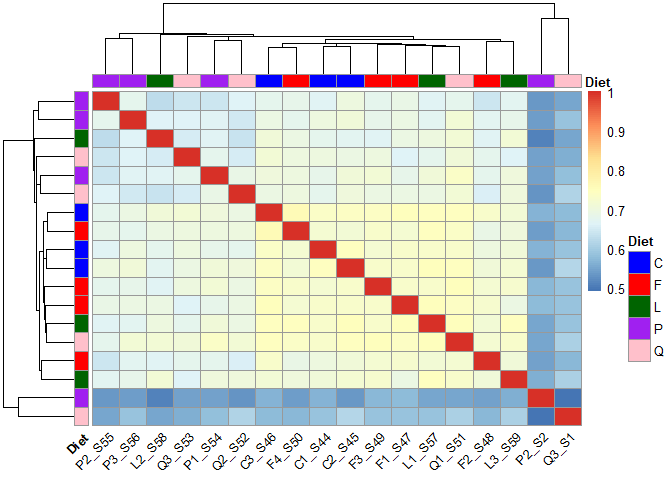 Diet
1
0.9
0.8
0.7
0.6
0.5
Diet
C
F
L
P
Q
Diet
P2_S55
P3_S56
L2_S58
Q3_S53
P1_S54
Q2_S52
C3_S46
F4_S50
C1_S44
C2_S45
F3_S49
F1_S47
L1_S57
Q1_S51
F2_S48
L3_S59
P2_S2
Q3_S1